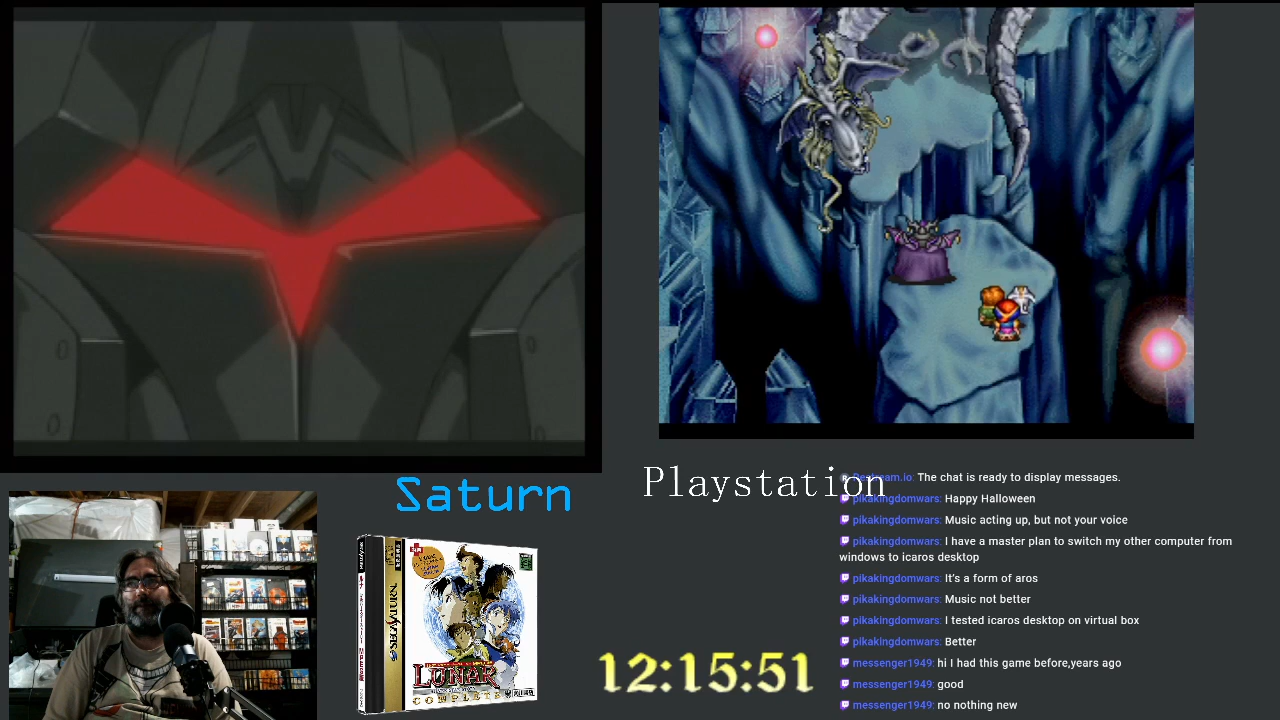 Saturn
Playstation
Restream.io: The chat is ready to display messages.
pikakingdomwars: Happy Halloween
pikakingdomwars: Music acting up, but not your voice
pikakingdomwars: I have a master plan to switch my other computer from
windows to icaros desktop
pikakingdomwars: It's a form of aros
pikakingdomwars: Music not better
pikakingdomwars: I tested icaros desktop on virtual box
pikakingdomwars: Better
messenger1949: hi I had this game before,years ago
messenger1949: good
messenger1949: no nothing new
SEGA SATURN
LUNAR
COMPLETE
12:15:51